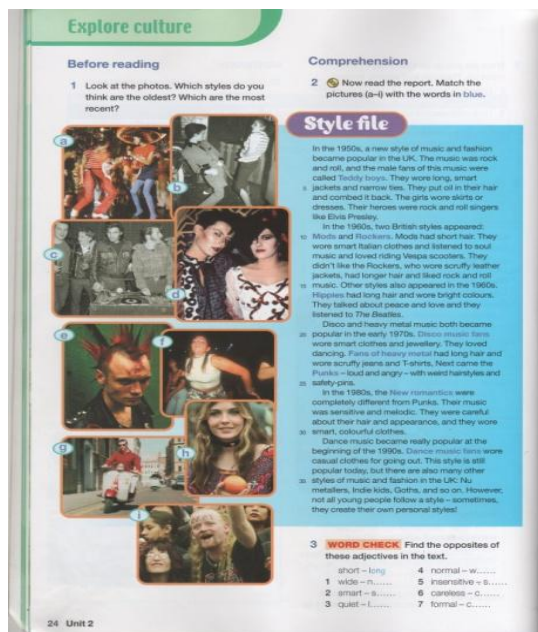 Explore culture
Before reading
1 Look at the photos. Which styles do you
think are the oldest? Which are the most
recent?
a
b
c
d
e
f
g
h
i
Comprehension
2 Now read the report. Match the
pictures (a–i) with the words in blue.
Style file
In the 1950s, a new style of music and fashion
became popular in the UK. The music was rock
and roll, and the male fans of this music were
called Teddy boys. They wore long, smart
5 jackets and narrow ties. They put oil in their hair
and combed it back. The girls wore skirts or
dresses. Their heroes were rock and roll singers
like Elvis Presley.
In the 1960s, two British styles appeared:
10 Mods and Rockers. Mods had short hair. They
wore smart Italian clothes and listened to soul
music and loved riding Vespa scooters. They
didn't like the Rockers, who wore scruffy leather
jackets, had longer hair and liked rock and roll
15 music. Other styles also appeared in the 1960s.
Hippies had long hair and wore bright colours.
They talked about peace and love and they
listened to The Beatles.
Disco and heavy metal music both became
20 popular in the early 1970s. Disco music fans
wore smart clothes and jewellery. They loved
dancing. Fans of heavy metal had long hair and
wore scruffy jeans and T-shirts. Next came the
Punks – loud and angry – with weird hairstyles and
25 safety-pins.
In the 1980s, the New romantics were
completely different from Punks. Their music
was sensitive and melodic. They were careful
about their hair and appearance, and they wore
30 smart, colourful clothes.
Dance music became really popular at the
beginning of the 1990s. Dance music fans wore
casual clothes for going out. This style is still
popular today, but there are also many other
35 styles of music and fashion in the UK: Nu
metallers, Indie kids, Goths, and so on. However,
not all young people follow a style – sometimes,
they create their own personal styles!
3 WORD CHECK Find the opposites of
these adjectives in the text.
short – long
1 wide – n......
2 smart – s......
3 quiet – l......
4 normal – w......
5 insensitive – s......
6 careless – c......
7 formal – c......
24 Unit 2